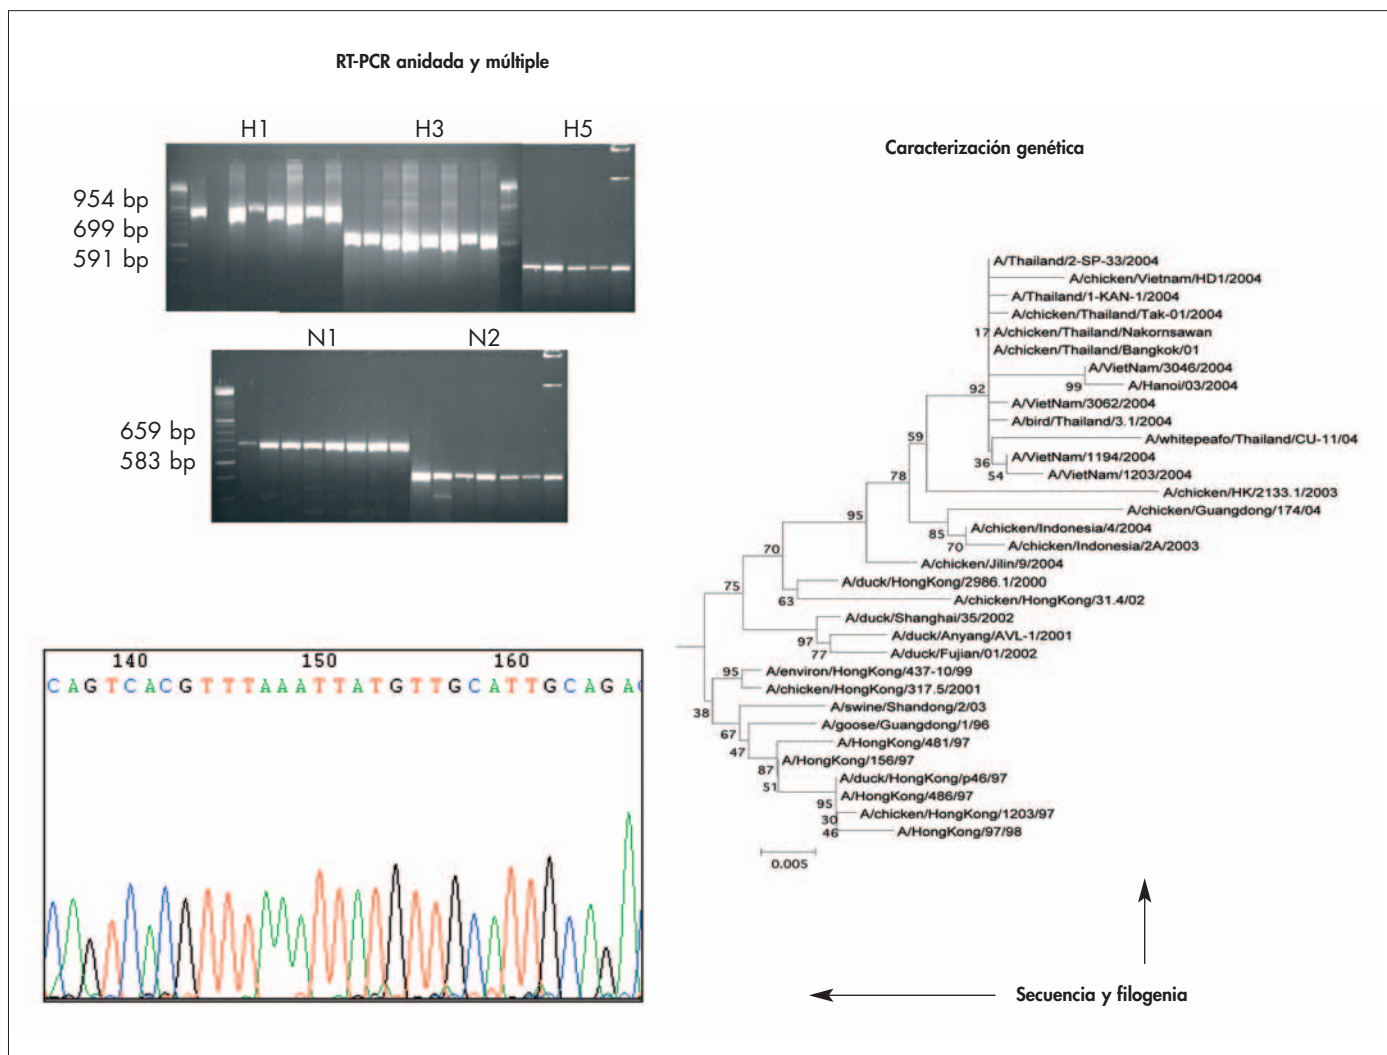 RT-PCR anidada y múltiple
H1 H3 H5
954 bp
699 bp
591 bp
N1 N2
659 bp
583 bp
140 150 160
CAGTCACGTTTAAATTATGTTGCATTGCAGAG
Caracterización genética
A/Thailand/2-SP-33/2004
A/chicken/Vietnam/HD1/2004
A/Thailand/1-KAN-1/2004
A/chicken/Thailand/Tak-01/2004
17 A/chicken/Thailand/Nakornsawan
A/chicken/Thailand/Bangkok/01
A/VietNam/3046/2004
92
99 A/Hanoi/03/2004
A/VietNam/3062/2004
A/bird/Thailand/3.1/2004
59 A/whitepeafo/Thailand/CU-11/04
A/VietNam/1194/2004
36
54 A/VietNam/1203/2004
78
A/chicken/HK/2133.1/2003
A/chicken/Guangdong/174/04
95
A/chicken/Indonesia/4/2004
85
70 A/chicken/Indonesia/2A/2003
70
A/chicken/Jilin/9/2004
A/duck/HongKong/2986.1/2000
75
63 A/chicken/HongKong/31.4/02
A/duck/Shanghai/35/2002
A/duck/Anyang/AVL-1/2001
97
77 A/duck/Fujian/01/2002
95 A/environ/HongKong/437-10/99
A/chicken/HongKong/317.5/2001
A/swine/Shandong/2/03
38
A/goose/Guangdong/1/96
67
A/HongKong/481/97
47
A/HongKong/156/97
87
A/duck/HongKong/p46/97
51
A/HongKong/486/97
95
A/chicken/HongKong/1203/97
30
46 A/HongKong/97/98
0.005
Secuencia y filogenia